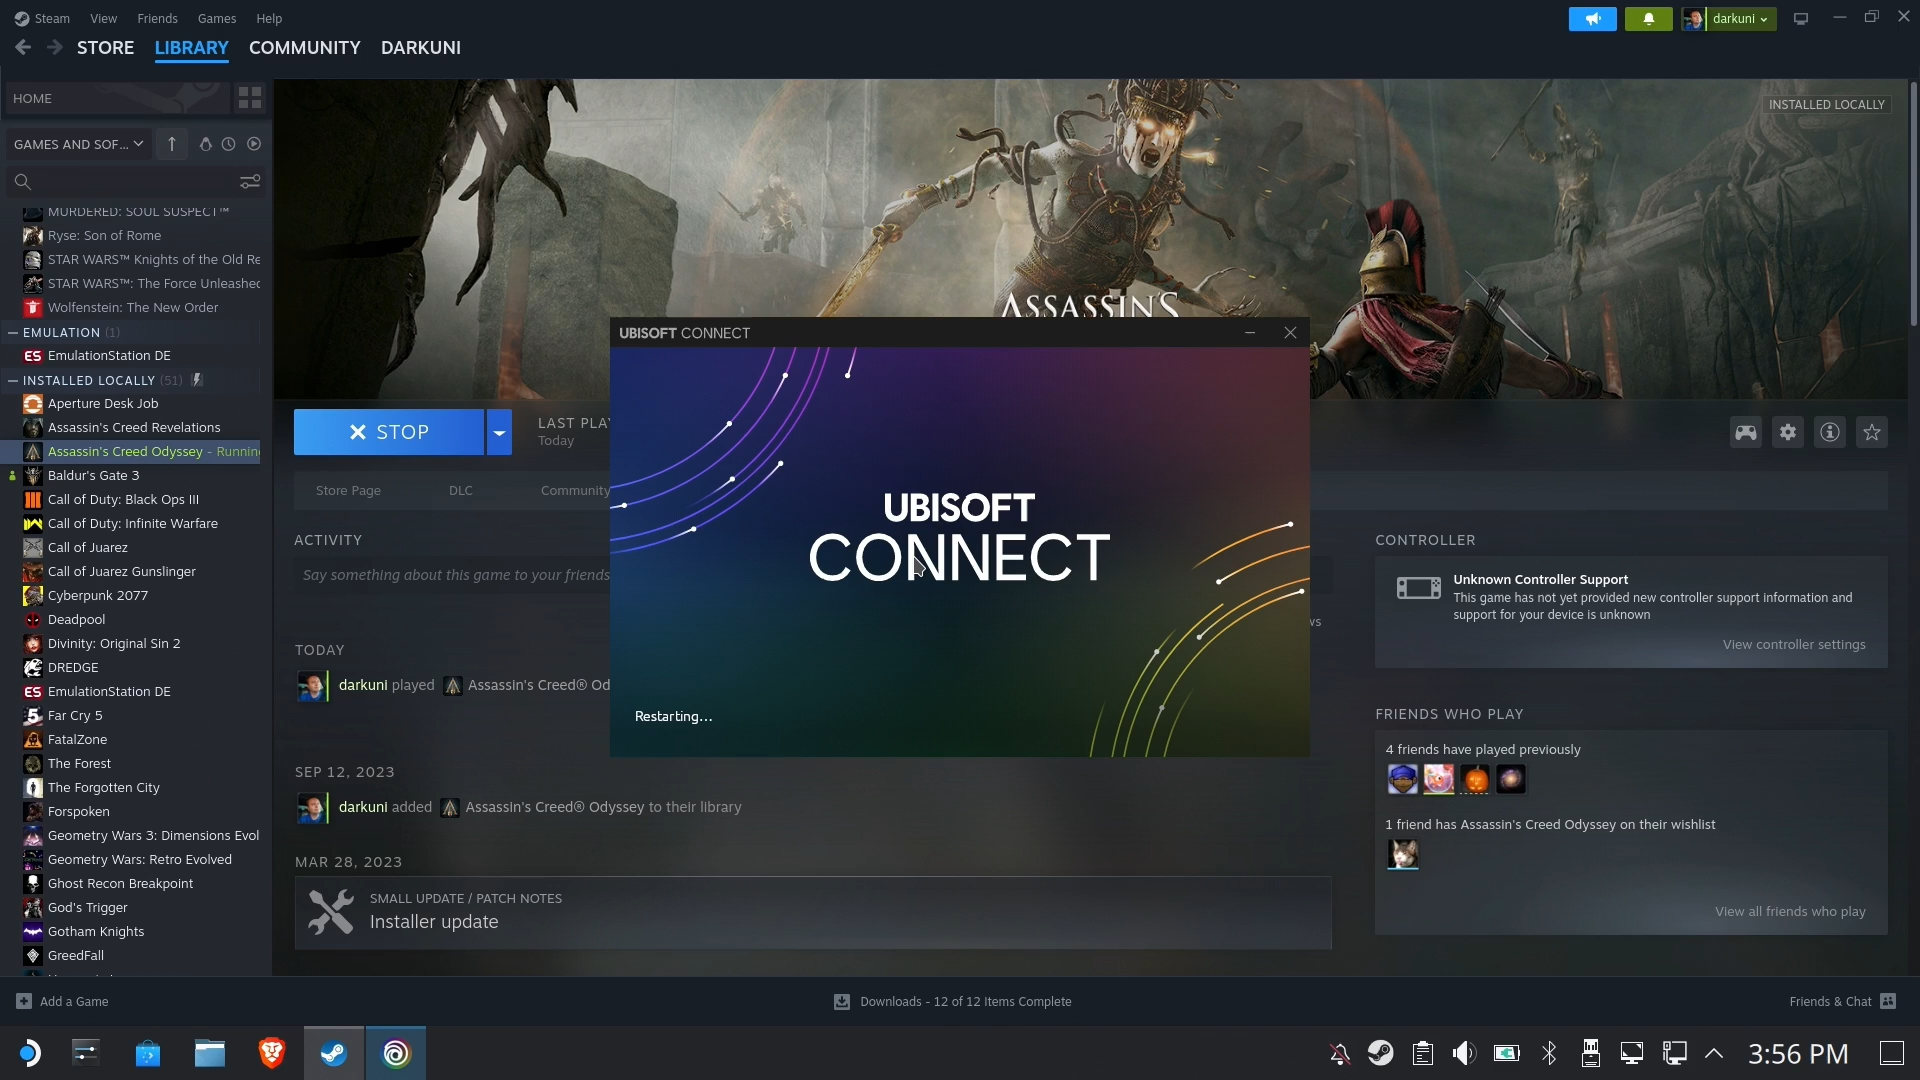 Steam View Friends Games Help
darkuni
STORE LIBRARY COMMUNITY DARKUNI
HOME
INSTALLED LOCALLY
GAMES AND SOF...
MURDERED: SOUL SUSPECT™
Ryse: Son of Rome
STAR WARS™ Knights of the Old Re
STAR WARS™: The Force Unleashed
Wolfenstein: The New Order
EMULATION (1)
ES EmulationStation DE
INSTALLED LOCALLY (51)
Aperture Desk Job
Assassin's Creed Revelations
Assassin's Creed Odyssey - Running
Baldur's Gate 3
Call of Duty: Black Ops III
Call of Duty: Infinite Warfare
Call of Juarez
Call of Juarez Gunslinger
Cyberpunk 2077
Deadpool
Divinity: Original Sin 2
DREDGE
ES EmulationStation DE
5 Far Cry 5
FatalZone
The Forest
The Forgotten City
Forspoken
Geometry Wars 3: Dimensions Evol
Geometry Wars: Retro Evolved
Ghost Recon Breakpoint
God's Trigger
Gotham Knights
GreedFall
ASSASSIN'S
STOP
LAST PLAY
Today
Store Page DLC Community
ACTIVITY
Say something about this game to your friends
ws
TODAY
darkuni played Assassin's Creed® Od
SEP 12, 2023
darkuni added Assassin's Creed® Odyssey to their library
MAR 28, 2023
SMALL UPDATE / PATCH NOTES
Installer update
UBISOFT CONNECT
UBISOFT
CONNECT
Restarting...
CONTROLLER
Unknown Controller Support
This game has not yet provided new controller support information and
support for your device is unknown
View controller settings
FRIENDS WHO PLAY
4 friends have played previously
1 friend has Assassin's Creed Odyssey on their wishlist
View all friends who play
Add a Game
Downloads - 12 of 12 Items Complete
Friends & Chat
3:56 PM